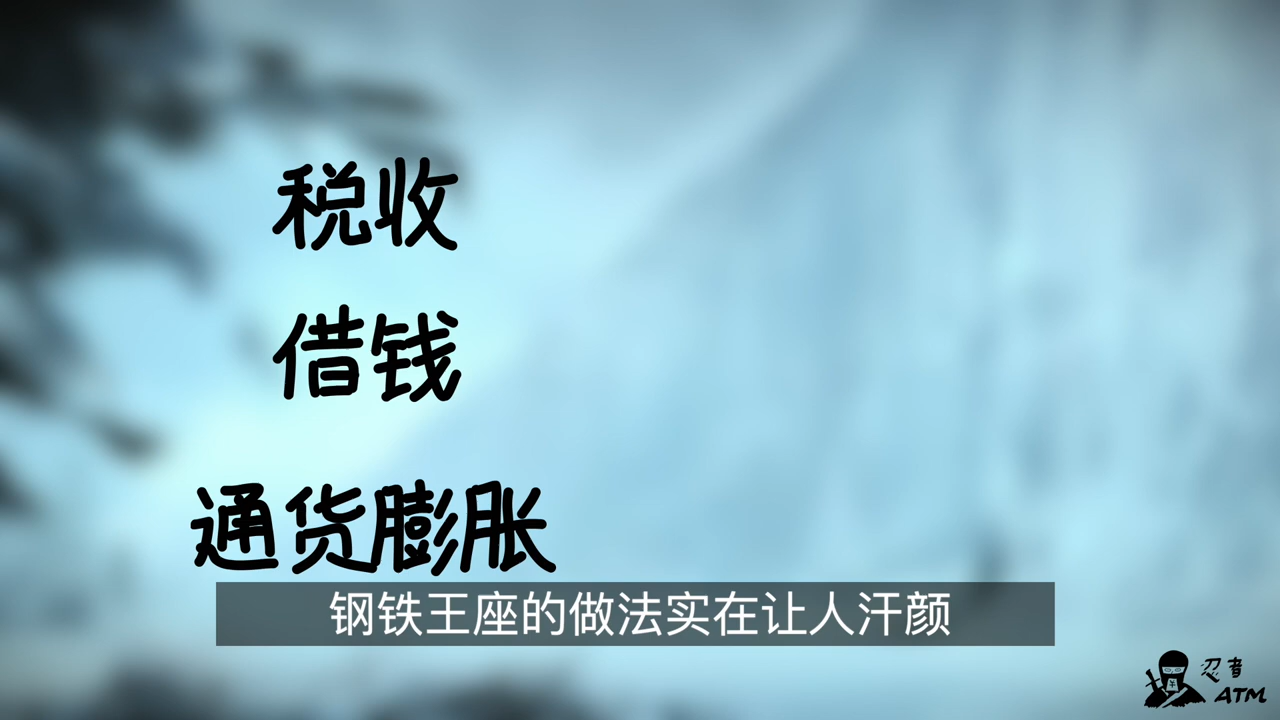 税收
借钱
通货膨胀
钢铁王座的做法实在让人汗颜
忍者
ATM